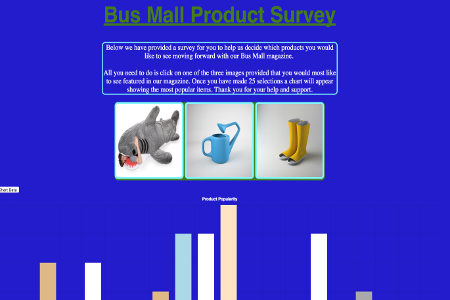 Bus Mall Product Survey
Below we have provided a survey for you to help us decide which products you would
like to see moving forward with our Bus Mall magazine.
All you need to do is click on one of the three images provided that you would most like
to see featured in our magazine. Once you have made 25 selections a chart will appear
showing the most popular items. Thank you for your help and support.
Product Popularity